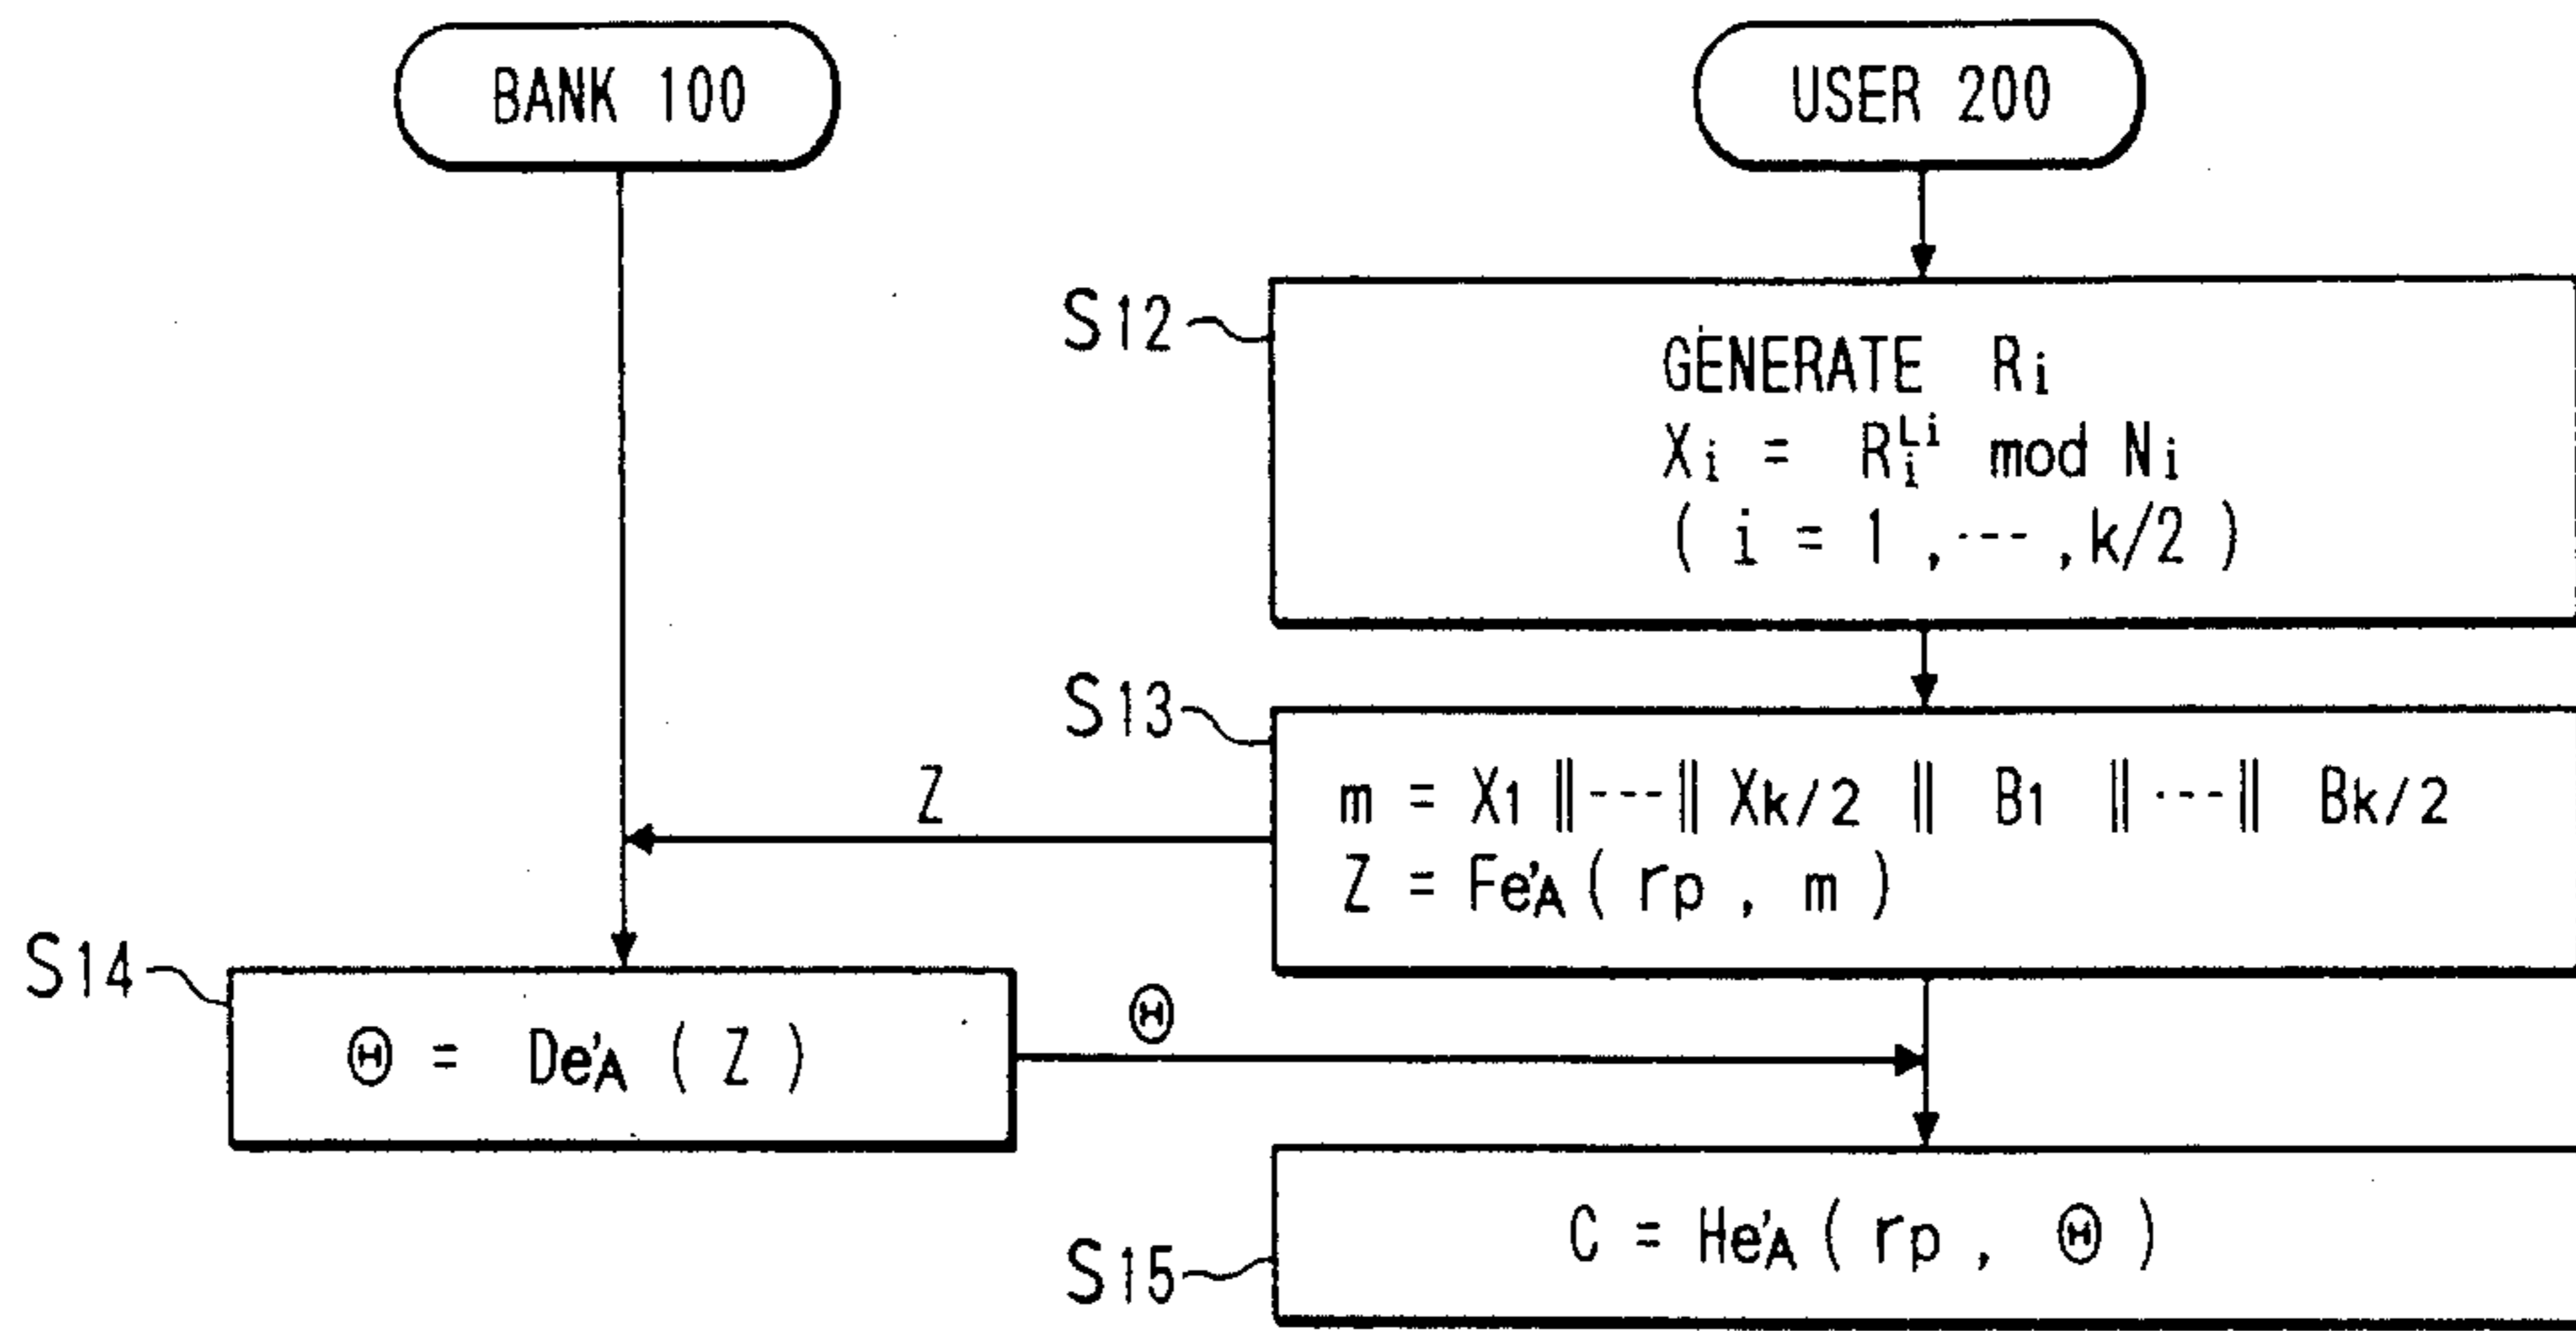 BANK 100
USER 200
S12
GENERATE Ri
Xi = Ri^Li mod Ni
( i = 1 , --- , k/2 )
S13
m = X1 ‖---‖ Xk/2 ‖ B1 ‖---‖ Bk/2
Z = Fe'A ( rp , m )
Z
S14
Θ = De'A ( Z )
Θ
S15
C = He'A ( rp , Θ )